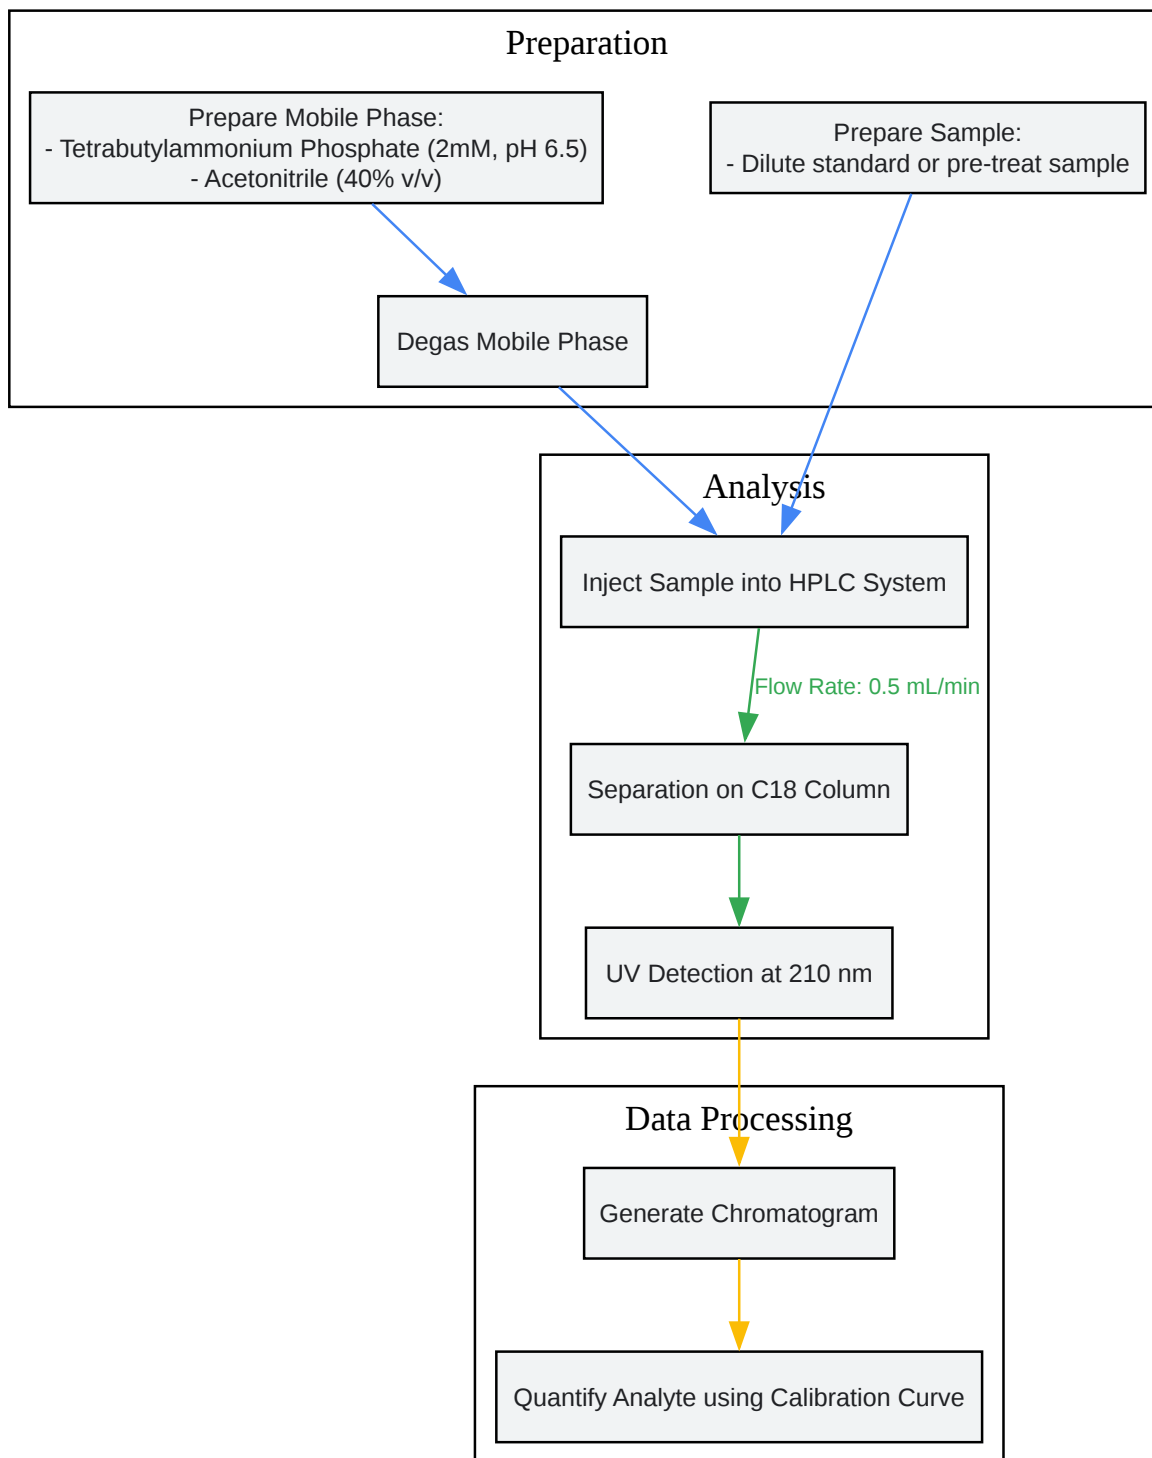 Preparation
Prepare Mobile Phase:
- Tetrabutylammonium Phosphate (2mM, pH 6.5)
- Acetonitrile (40% v/v)
Prepare Sample:
- Dilute standard or pre-treat sample
Degas Mobile Phase
Analysis
Inject Sample into HPLC System
Flow Rate: 0.5 mL/min
Separation on C18 Column
UV Detection at 210 nm
Data Processing
Generate Chromatogram
Quantify Analyte using Calibration Curve